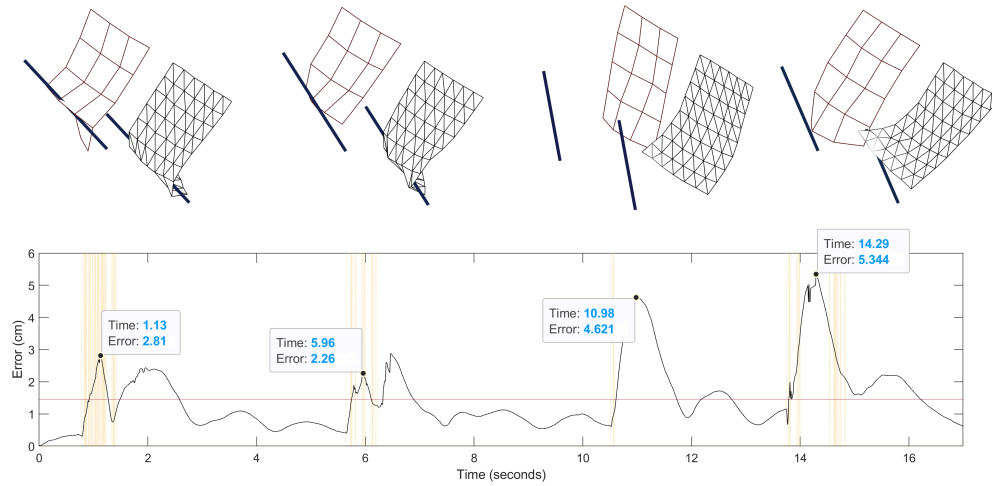 Time: 14.29
Error: 5.344
Time: 10.98
Error: 4.621
Time: 1.13
Error: 2.81
Time: 5.96
Error: 2.26
Error (cm)
6
5
4
3
2
1
0
0 2 4 6 8 10 12 14 16
Time (seconds)